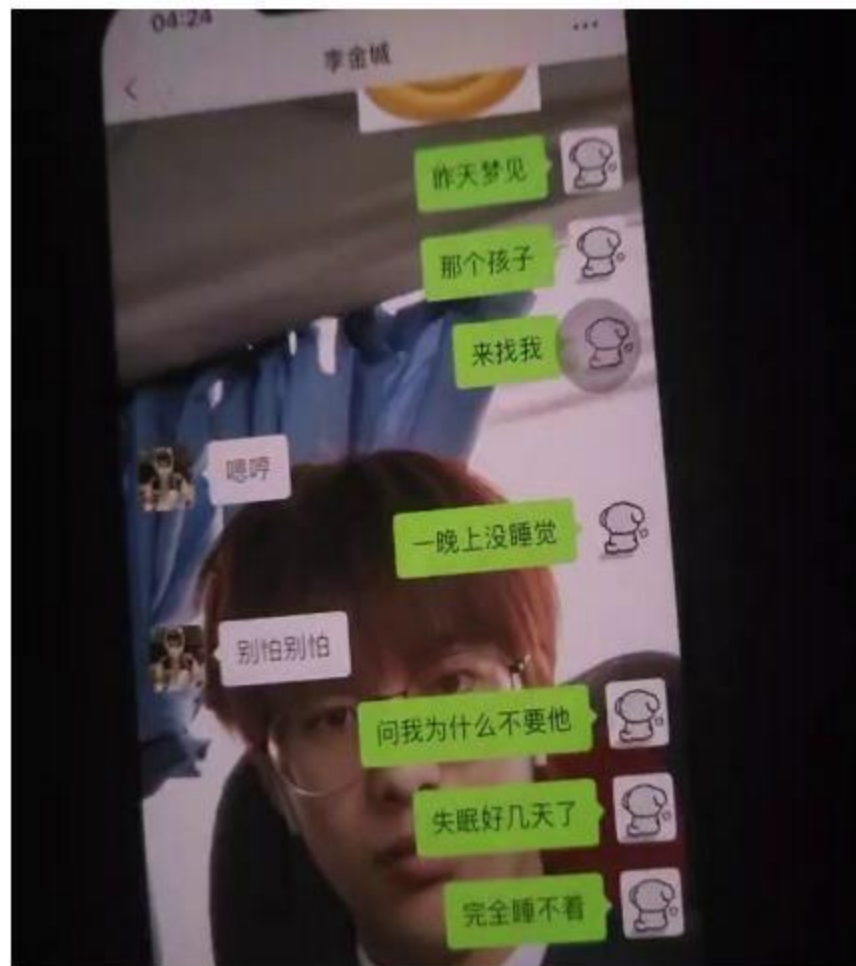 04:24
李金城
昨天梦见
那个孩子
来找我
嗯哼
一晚上没睡觉
别怕别怕
问我为什么不要他
失眠好几天了
完全睡不着